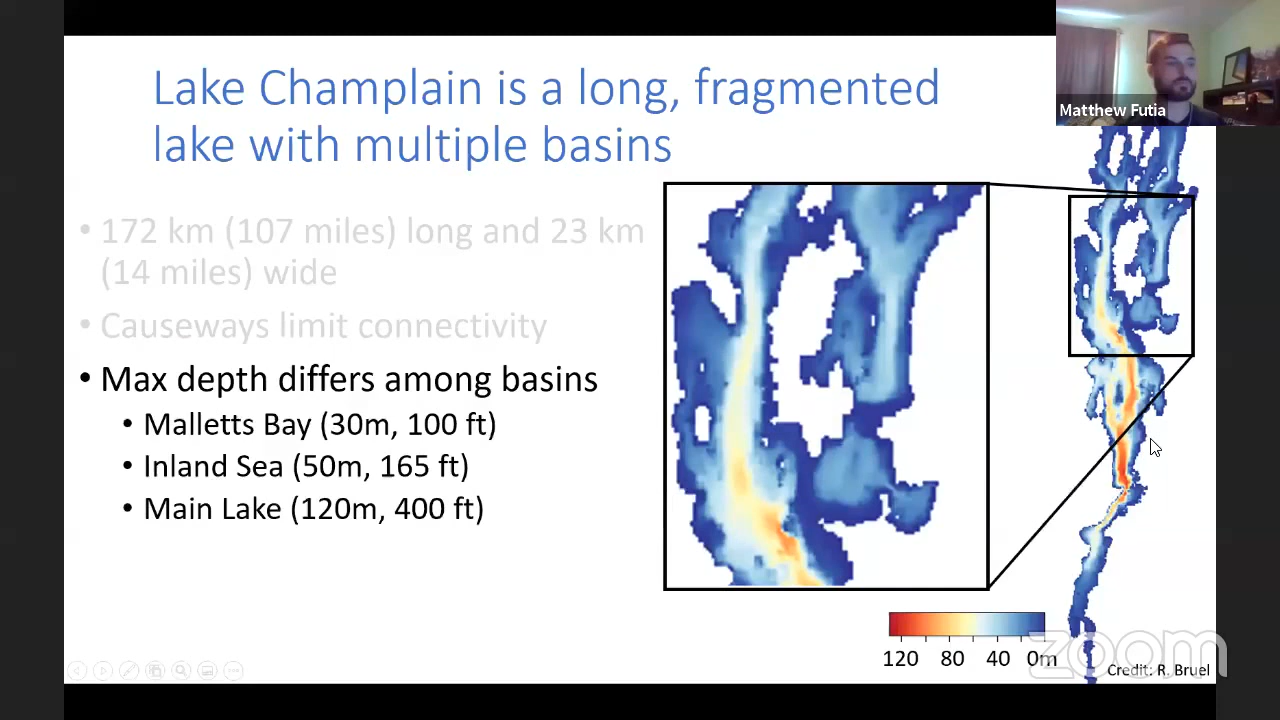 Matthew Futia
Lake Champlain is a long, fragmented
lake with multiple basins
• 172 km (107 miles) long and 23 km
(14 miles) wide
• Causeways limit connectivity
• Max depth differs among basins
• Malletts Bay (30m, 100 ft)
• Inland Sea (50m, 165 ft)
• Main Lake (120m, 400 ft)
120 80 40 0m
zoom
Credit: R. Bruel